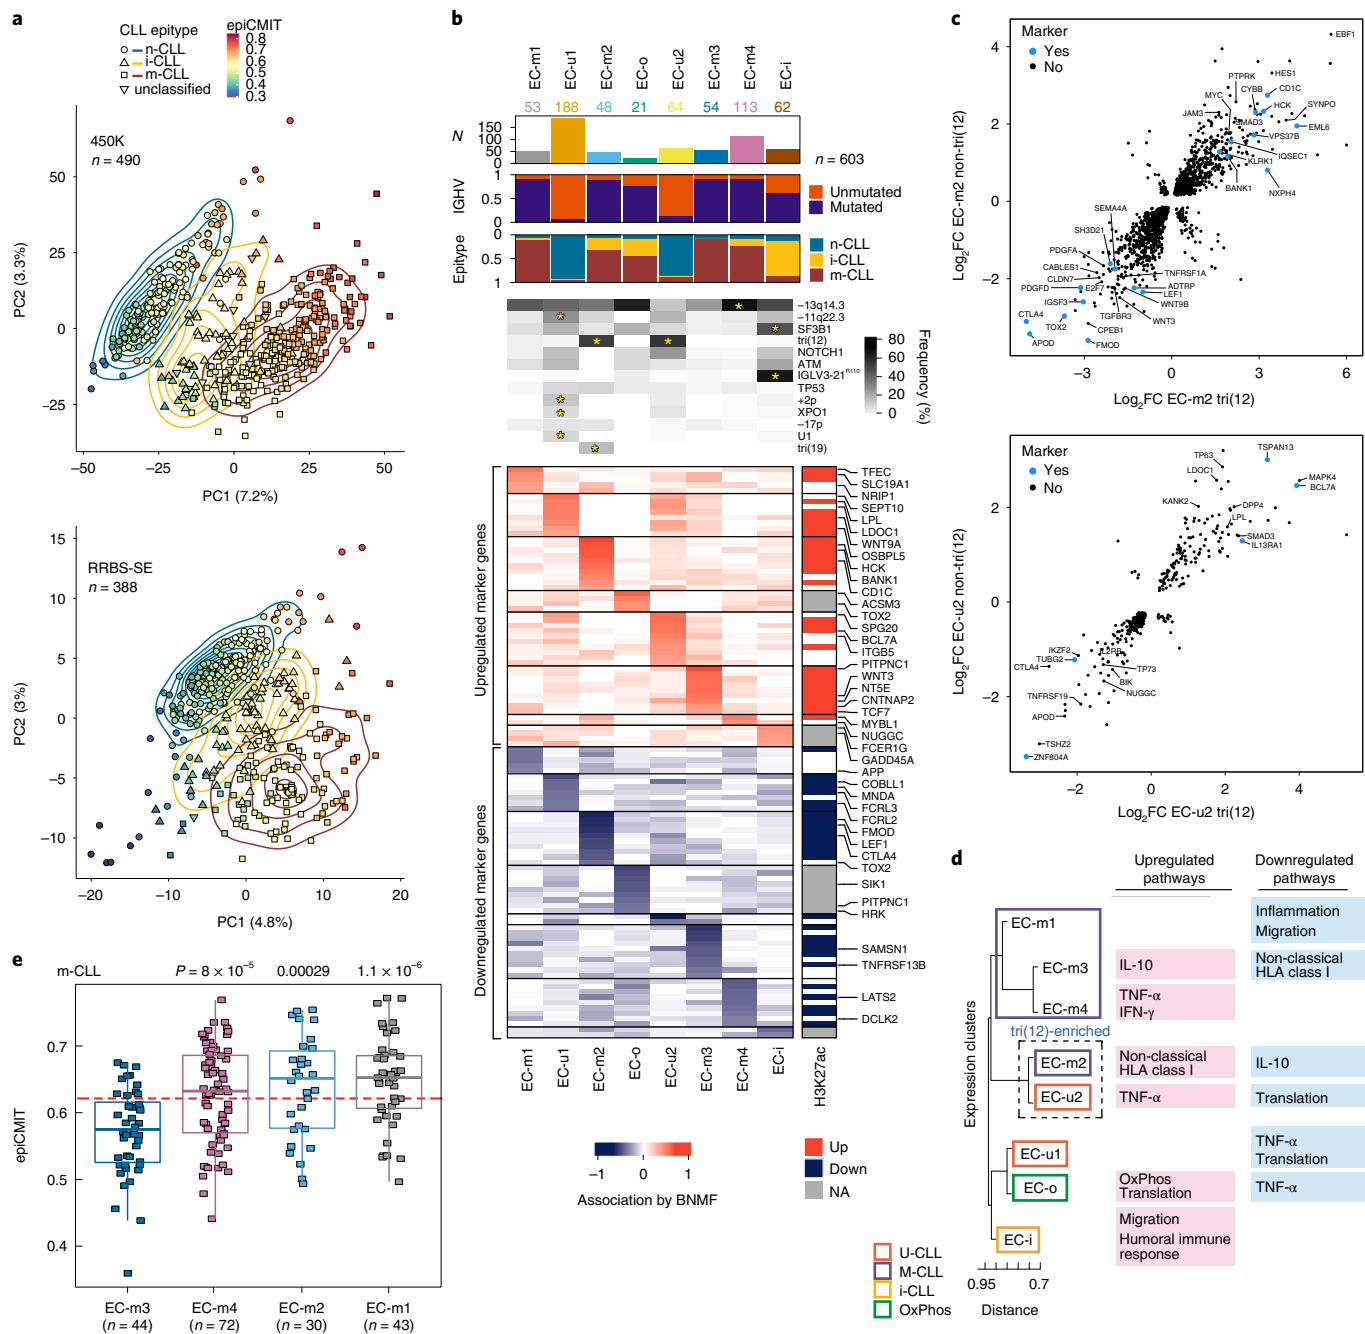 a
CLL epitype
n-CLL
i-CLL
m-CLL
unclassified
epiCMIT
0.8
0.7
0.6
0.5
0.4
0.3
450K
n = 490
50
25
0
−25
PC2 (3.3%)
−50
−25
0
25
50
PC1 (7.2%)
RRBS-SE
n = 388
15
10
5
0
−5
−10
PC2 (3%)
−20
−10
0
10
20
PC1 (4.8%)
b
EC-m1
EC-u1
EC-m2
EC-o
EC-u2
EC-m3
EC-m4
EC-i
53
188
48
21
64
54
113
62
N
150
100
50
0
n = 603
IGHV
1
0.5
0
Unmutated
Mutated
Epitype
0
0.5
1
n-CLL
i-CLL
m-CLL
−13q14.3
−11q22.3
SF3B1
tri(12)
NOTCH1
ATM
IGLV3-21R110
TP53
+2p
XPO1
−17p
U1
tri(19)
80
60
40
20
0
Frequency (%)
Upregulated marker genes
Downregulated marker genes
TFEC
SLC19A1
NRIP1
SEPT10
LPL
LDOC1
WNT9A
OSBPL5
HCK
BANK1
CD1C
ACSM3
TOX2
SPG20
BCL7A
ITGB5
PITPNC1
WNT3
NT5E
CNTNAP2
TCF7
MYBL1
NUGGC
FCER1G
GADD45A
APP
COBLL1
MNDA
FCRL3
FCRL2
FMOD
LEF1
CTLA4
TOX2
SIK1
PITPNC1
HRK
SAMSN1
TNFRSF13B
LATS2
DCLK2
EC-m1
EC-u1
EC-m2
EC-o
EC-u2
EC-m3
EC-m4
EC-i
H3K27ac
−1
0
1
Association by BNMF
Up
Down
NA
c
Marker
Yes
No
EBF1
HES1
PTPRK
CYBB
CD1C
MYC
HCK
SYNPO
JAM3
SMAD3
EML6
VPS37B
IQSEC1
KLRK1
BANK1
NXPH4
SEMA4A
SH3D21
PDGFA
CABLES1
TNFRSF1A
CLDN7
ADTRP
PDGFD
E2F7
LEF1
IGSF3
WNT9B
CTLA4
TGFBR3
WNT3
TOX2
CPEB1
APOD
FMOD
4
2
0
−2
Log2FC EC-m2 non-tri(12)
−3
0
3
6
Log2FC EC-m2 tri(12)
Marker
Yes
No
TSPAN13
TP63
LDOC1
MAPK4
BCL7A
KANK2
DPP4
LPL
SMAD3
IL13RA1
IKZF2
IL2RB
TUBG2
CTLA4
TP73
BIK
NUGGC
TNFRSF19
APOD
TSHZ2
ZNF804A
2
0
−2
Log2FC EC-u2 non-tri(12)
−2
0
2
4
Log2FC EC-u2 tri(12)
d
Upregulated pathways
Downregulated pathways
Expression clusters
EC-m1
Inflammation
Migration
EC-m3
IL-10
Non-classical
HLA class I
EC-m4
TNF-α
IFN-γ
tri(12)-enriched
EC-m2
Non-classical
HLA class I
IL-10
EC-u2
TNF-α
Translation
EC-u1
TNF-α
Translation
EC-o
OxPhos
Translation
TNF-α
EC-i
Migration
Humoral immune
response
0.95
0.7
Distance
U-CLL
M-CLL
i-CLL
OxPhos
e
m-CLL
P = 8 × 10−5
0.00029
1.1 × 10−6
0.7
0.6
0.5
0.4
epiCMIT
EC-m3
(n = 44)
EC-m4
(n = 72)
EC-m2
(n = 30)
EC-m1
(n = 43)